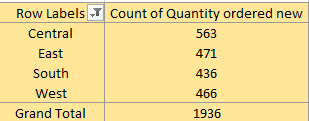 Row Labels Count of Quantity ordered new
Central 563
East 471
South 436
West 466
Grand Total 1936